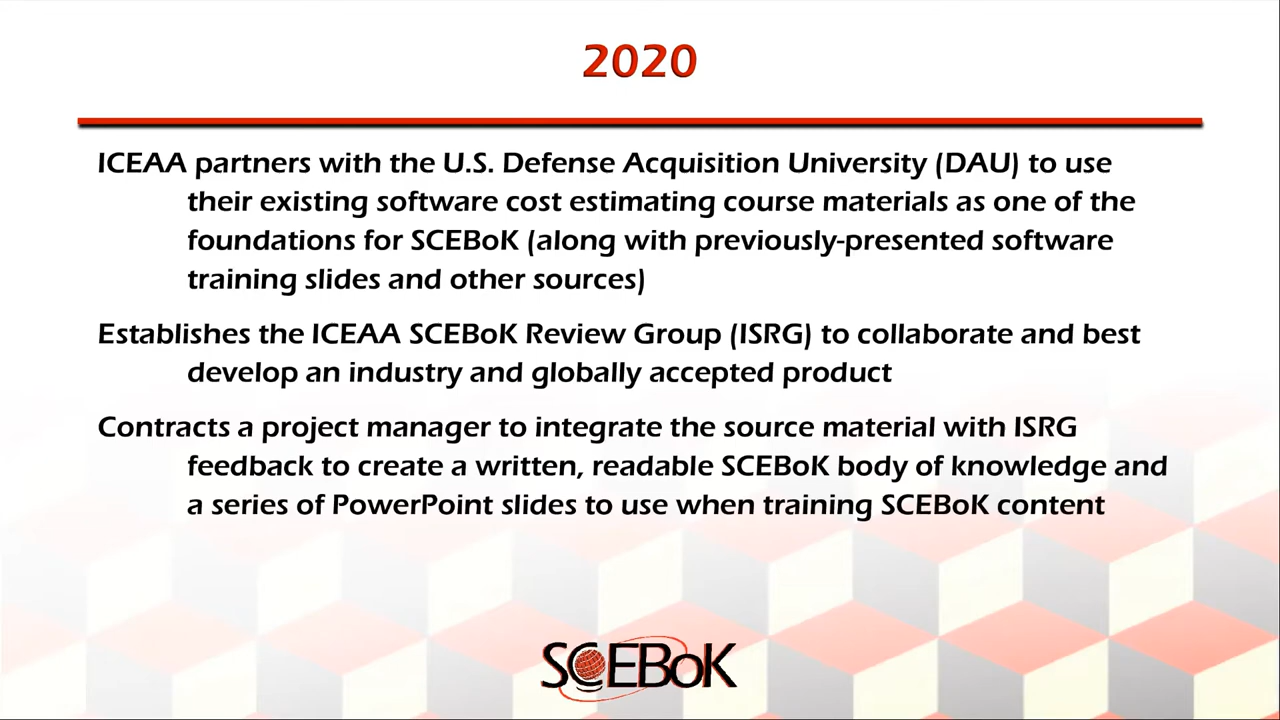 2020
ICEAA partners with the U.S. Defense Acquisition University (DAU) to use
their existing software cost estimating course materials as one of the
foundations for SCEBoK (along with previously-presented software
training slides and other sources)
Establishes the ICEAA SCEBoK Review Group (ISRG) to collaborate and best
develop an industry and globally accepted product
Contracts a project manager to integrate the source material with ISRG
feedback to create a written, readable SCEBoK body of knowledge and
a series of PowerPoint slides to use when training SCEBoK content
SCEBoK